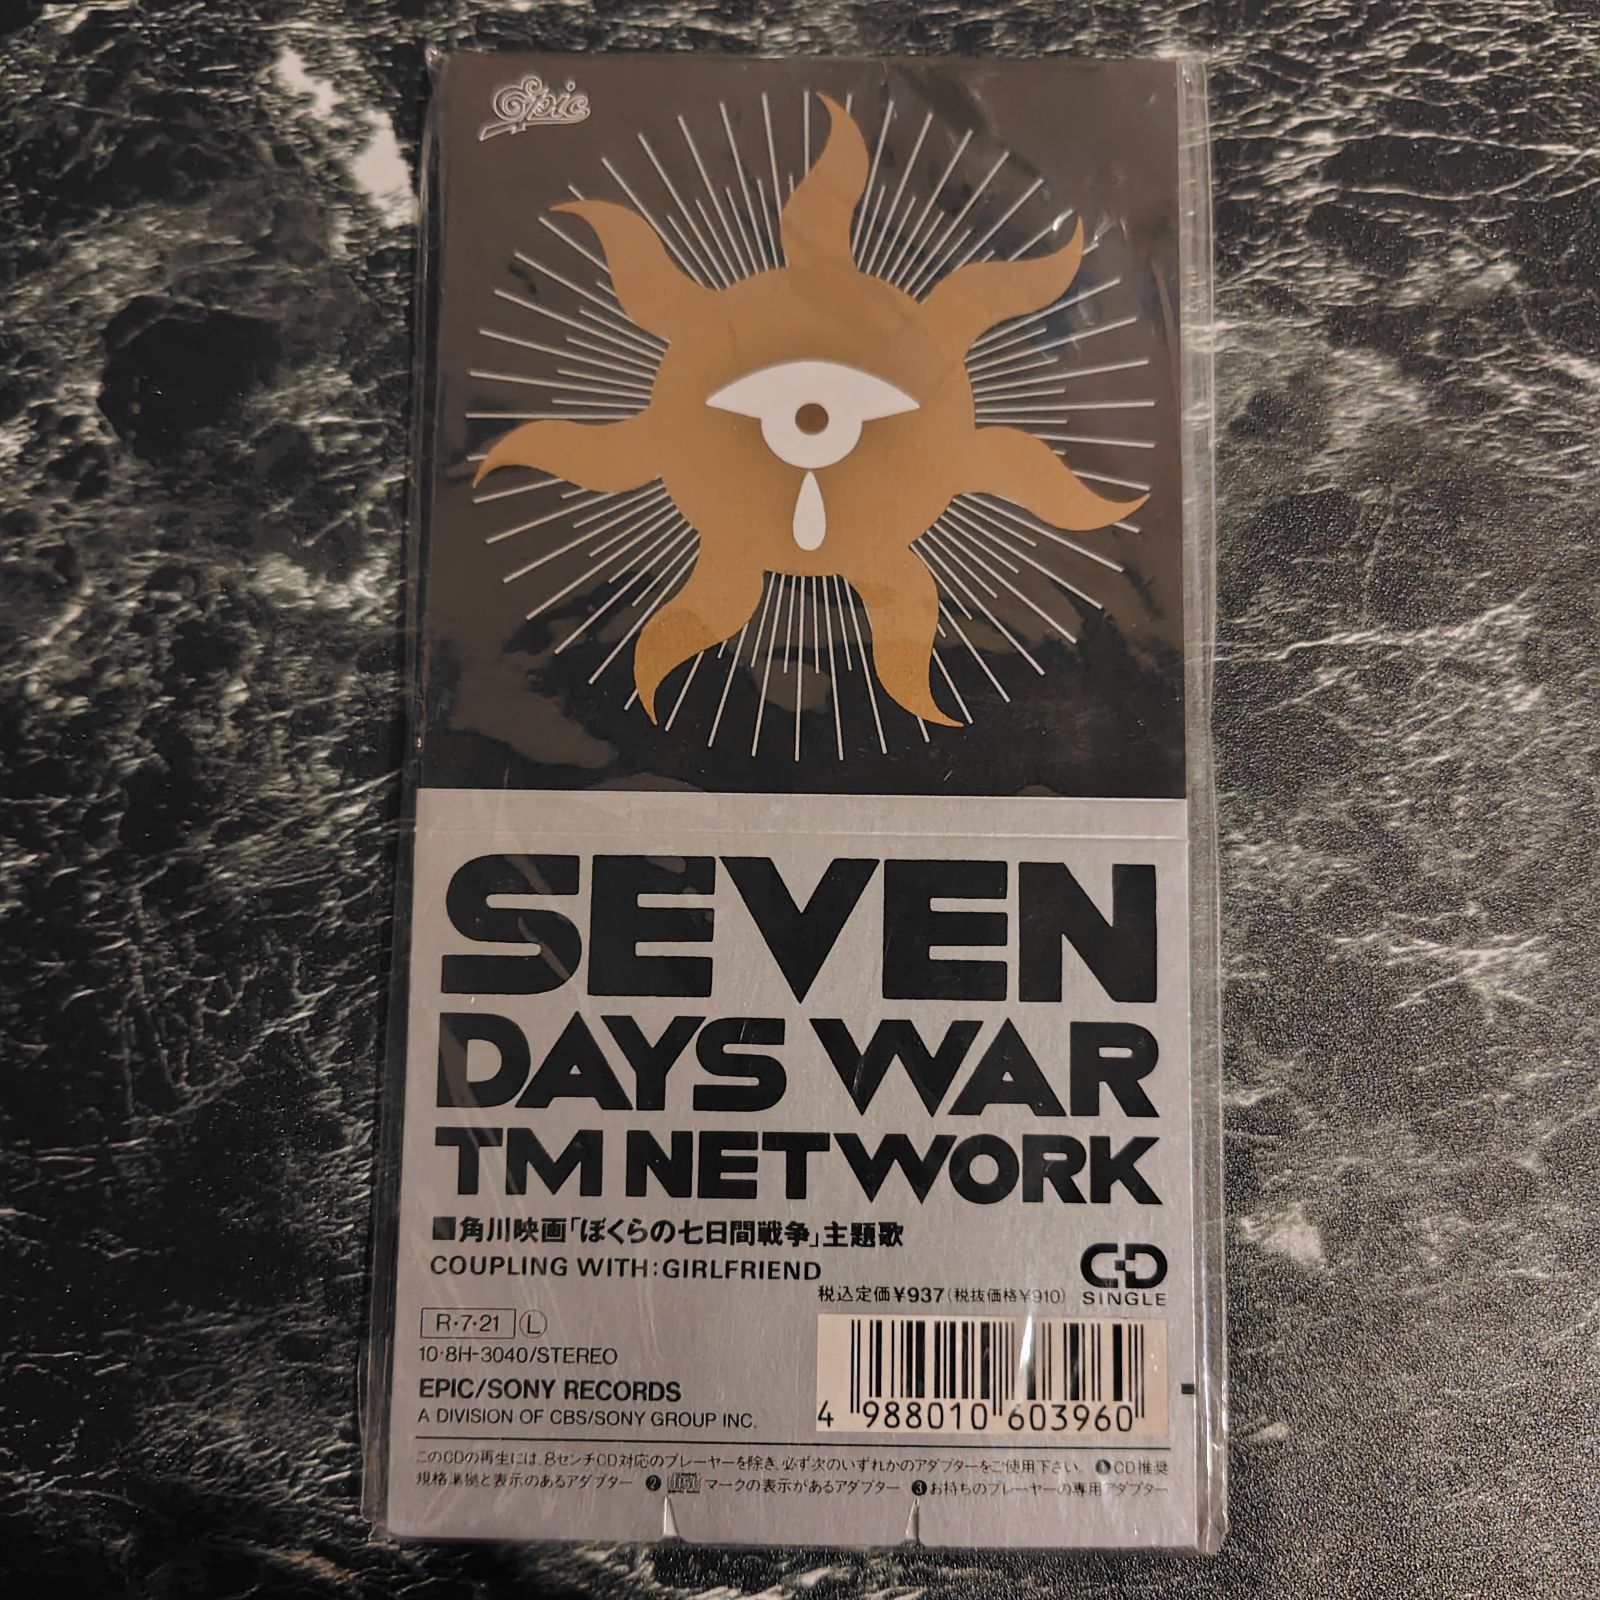 Epic
SEVEN
DAYS WAR
TM NETWORK
■角川映画「ぼくらの七日間戦争」主題歌
COUPLING WITH:GIRLFRIEND
CD
SINGLE
税込定価¥937(税抜価格¥910)
R・7・21 Ⓛ
10・8H-3040/STEREO
EPIC/SONY RECORDS
A DIVISION OF CBS/SONY GROUP INC.
4 988010 603960
このCDの再生には、8センチCD対応のプレーヤーを除き、必ず次のいずれかのアダプターをご使用下さい。 ❶CD推奨
規格準拠と表示のあるアダプター ❷ マークの表示があるアダプター ❸お持ちのプレーヤーの専用アダプター